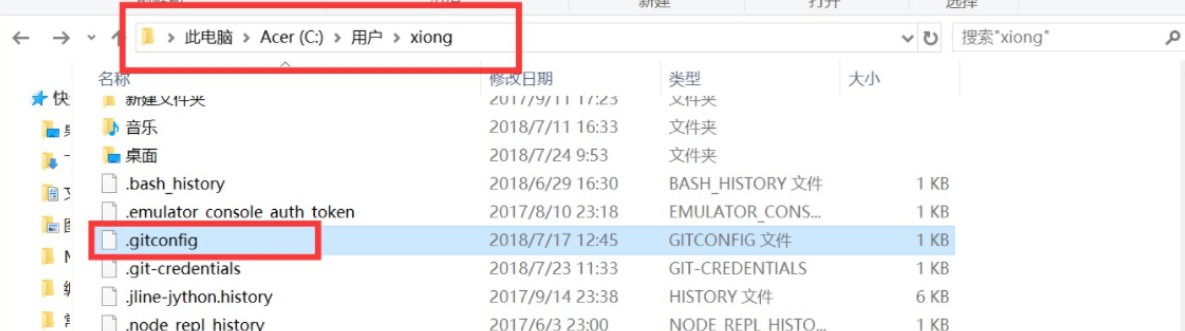 新建
打开
选择
此电脑 > Acer (C:) > 用户 > xiong
搜索"xiong"
名称 修改日期 类型 大小
快
新建文件夹 2017/9/11 17:23 文件夹
音乐 2018/7/11 16:33 文件夹
桌面 2018/7/24 9:53 文件夹
.bash_history 2018/6/29 16:30 BASH_HISTORY 文件 1 KB
.emulator_console_auth_token 2017/8/10 23:18 EMULATOR_CONS... 1 KB
.gitconfig 2018/7/17 12:45 GITCONFIG 文件 1 KB
.git-credentials 2018/7/23 11:33 GIT-CREDENTIALS 1 KB
.jline-jython.history 2017/9/14 23:38 HISTORY 文件 6 KB
.node_repl_history 2017/6/3 23:00 NODE_REPL_HISTO... 1 KB